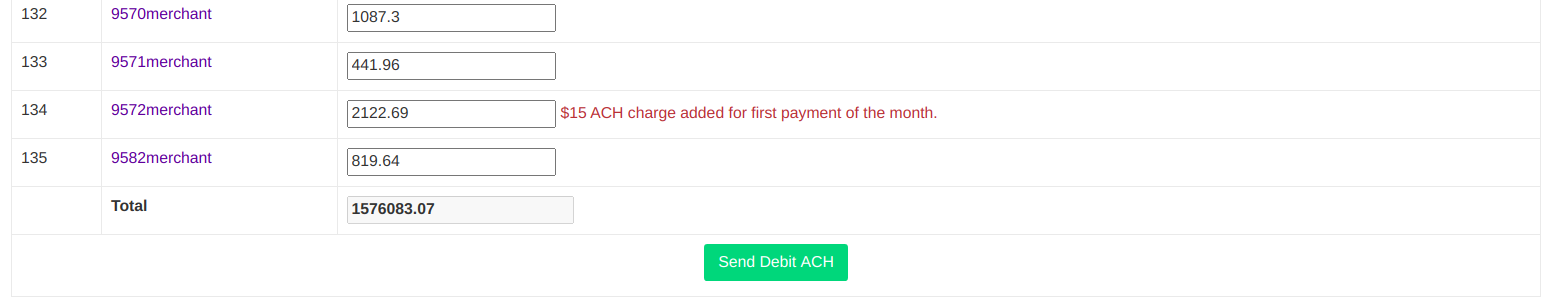 132 9570merchant 1087.3
133 9571merchant 441.96
134 9572merchant 2122.69 $15 ACH charge added for first payment of the month.
135 9582merchant 819.64
Total 1576083.07
Send Debit ACH